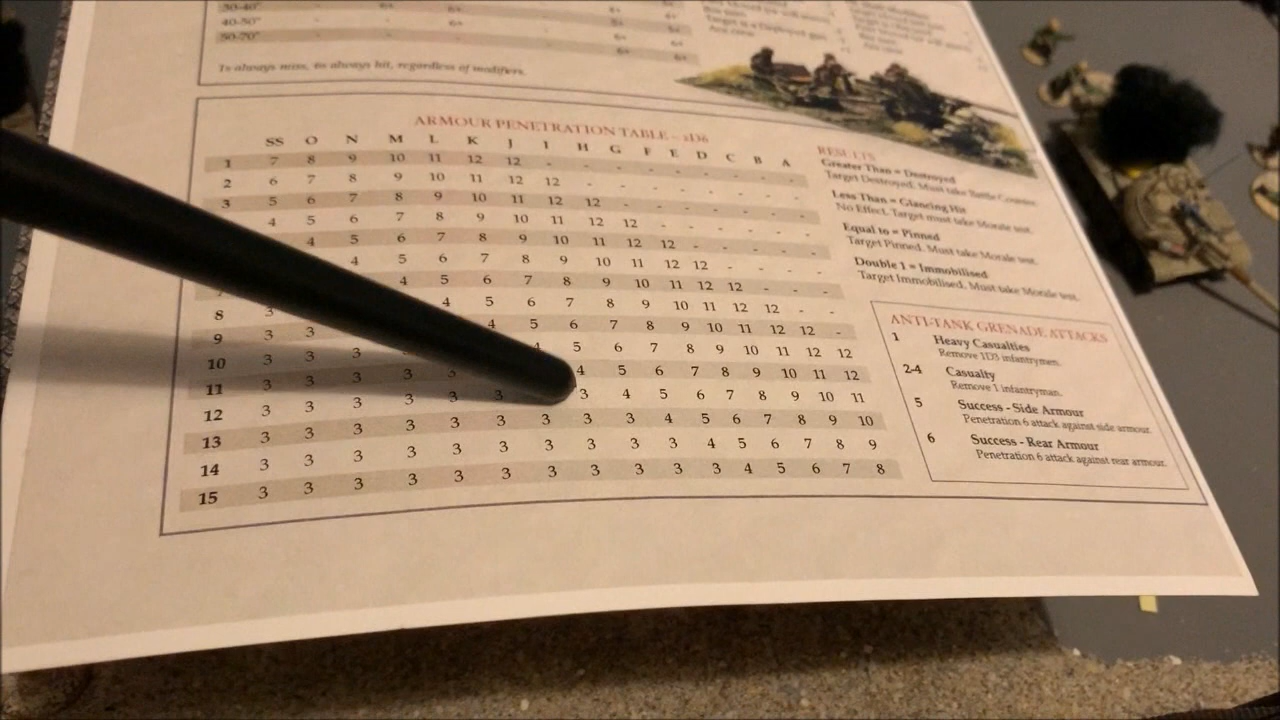 30-40" - 6+ 6+
40-50" 6+ 5+
50-70" 6+ 6+
1s always miss, 6s always hit, regardless of modifiers.
Target is a Deployed gun
ARMOUR PENETRATION TABLE – 2D6
SS O N M L K J I H G F E D C B A
1 7 8 9 10 11 12 12 - - - - - - - - -
2 6 7 8 9 10 11 12 12 - - - - - - - -
3 5 6 7 8 9 10 11 12 12 - - - - - - -
4 5 6 7 8 9 10 11 12 12 - - - - - -
4 5 6 7 8 9 10 11 12 12 - - - - -
4 5 6 7 8 9 10 11 12 12 - - - -
4 5 6 7 8 9 10 11 12 12 - - -
8 3 4 5 6 7 8 9 10 11 12 12 - -
9 3 3 4 5 6 7 8 9 10 11 12 12 -
10 3 3 3 4 5 6 7 8 9 10 11 12 12
11 3 3 3 3 3 4 5 6 7 8 9 10 11 12
12 3 3 3 3 3 3 3 4 5 6 7 8 9 10 11
13 3 3 3 3 3 3 3 3 3 4 5 6 7 8 9 10
14 3 3 3 3 3 3 3 3 3 3 4 5 6 7 8 9
15 3 3 3 3 3 3 3 3 3 3 3 4 5 6 7 8
RESULTS
Greater Than = Destroyed
Target Destroyed. Must take Battle Counter.
Less Than = Glancing Hit
No Effect. Target must take Morale test.
Equal to = Pinned
Target Pinned. Must take Morale test.
Double 1 = Immobilised
Target Immobilised. Must take Morale test.
ANTI-TANK GRENADE ATTACKS
1 Heavy Casualties
Remove 1D3 infantrymen.
2-4 Casualty
Remove 1 infantryman.
5 Success - Side Armour
Penetration 6 attack against side armour.
6 Success - Rear Armour
Penetration 6 attack against rear armour.